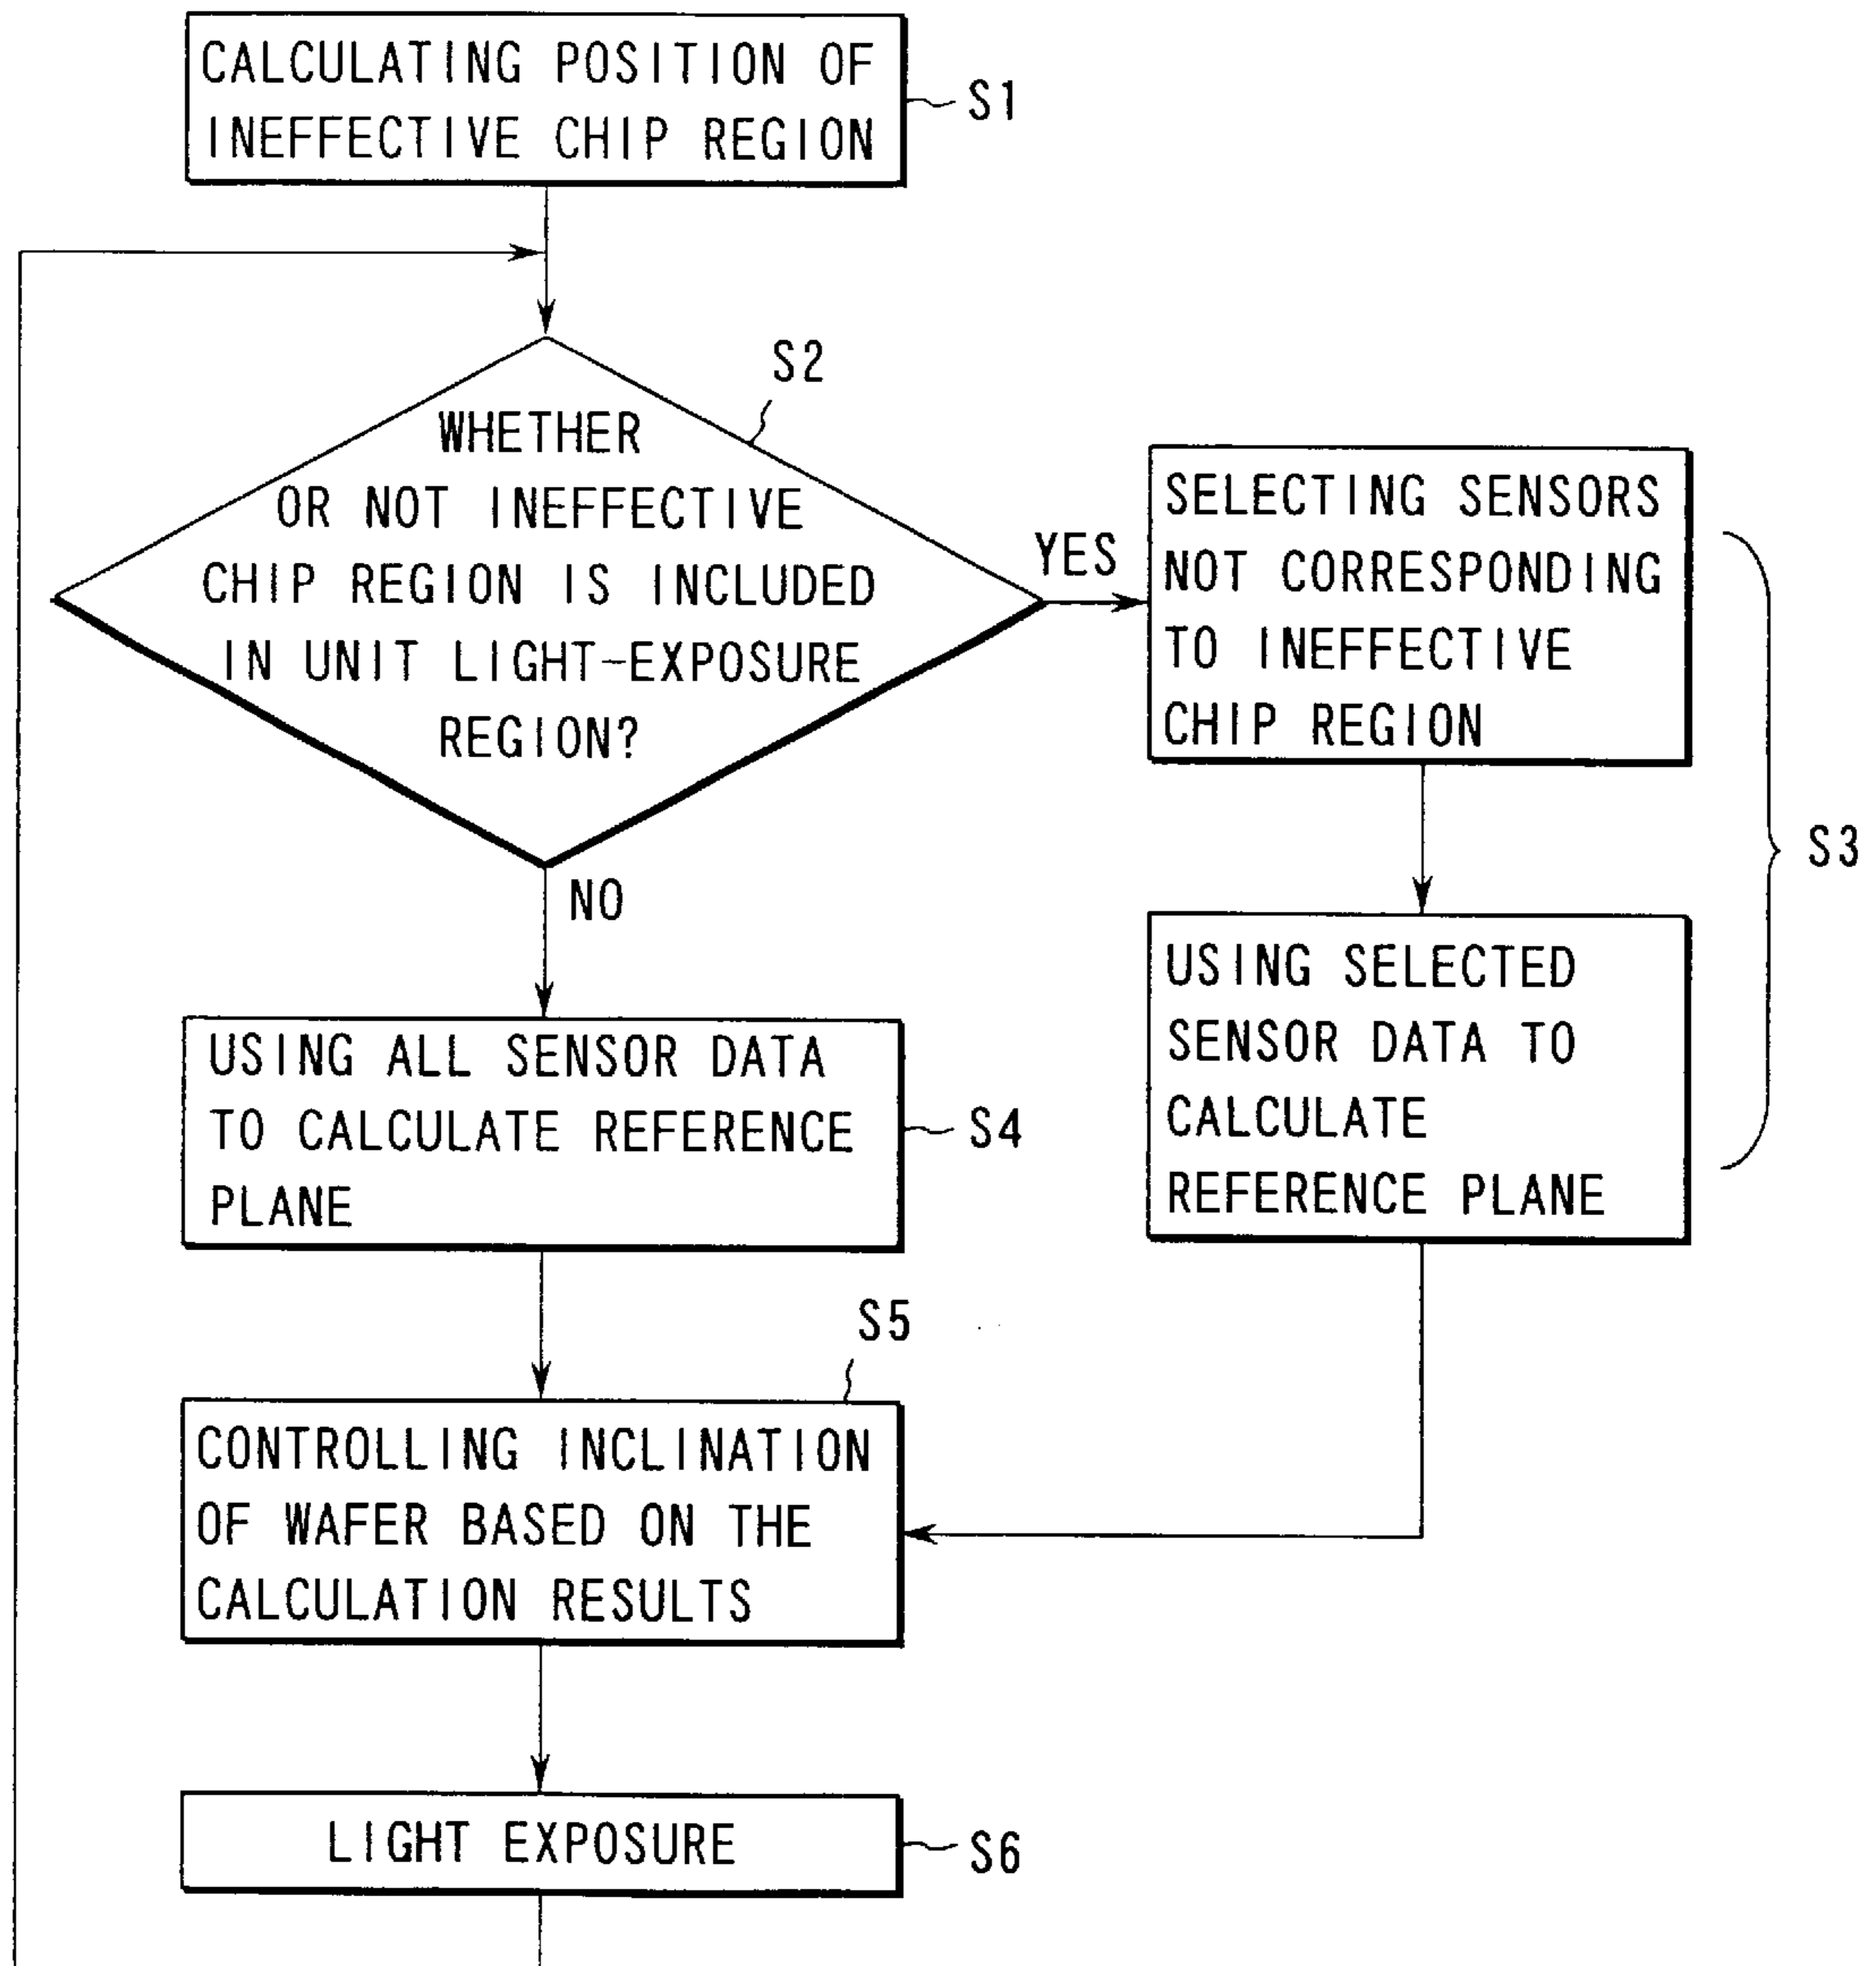 CALCULATING POSITION OF
INEFFECTIVE CHIP REGION
S1
S2
WHETHER
OR NOT INEFFECTIVE
CHIP REGION IS INCLUDED
IN UNIT LIGHT-EXPOSURE
REGION?
YES
SELECTING SENSORS
NOT CORRESPONDING
TO INEFFECTIVE
CHIP REGION
S3
NO
USING SELECTED
SENSOR DATA TO
CALCULATE
REFERENCE PLANE
USING ALL SENSOR DATA
TO CALCULATE REFERENCE
PLANE
S4
S5
CONTROLLING INCLINATION
OF WAFER BASED ON THE
CALCULATION RESULTS
LIGHT EXPOSURE
S6